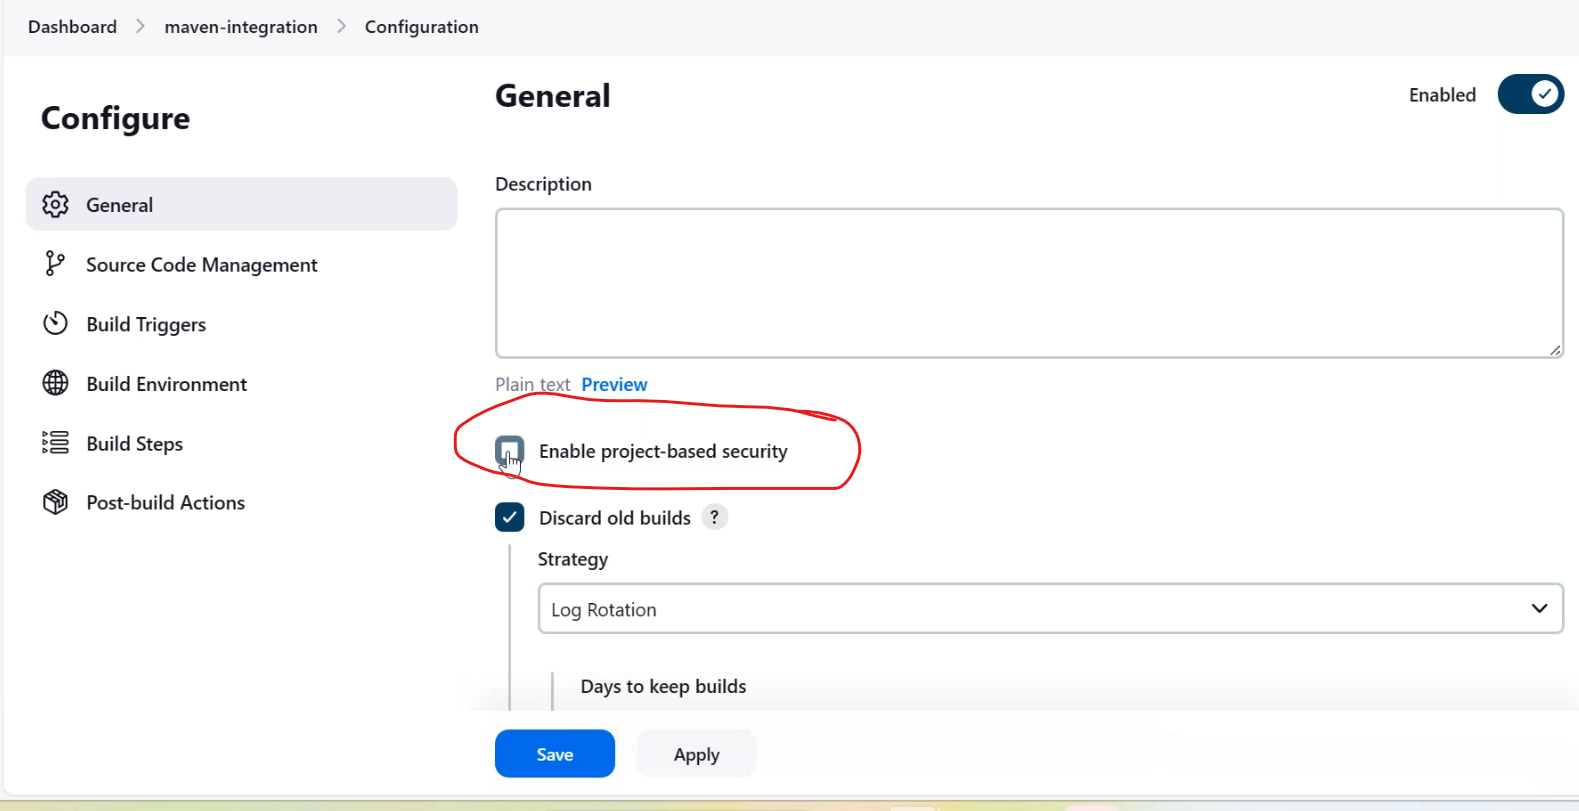 Dashboard > maven-integration > Configuration
Configure
General
Source Code Management
Build Triggers
Build Environment
Build Steps
Post-build Actions
General
Enabled
Description
Plain text Preview
Enable project-based security
Discard old builds ?
Strategy
Log Rotation
Days to keep builds
Save Apply